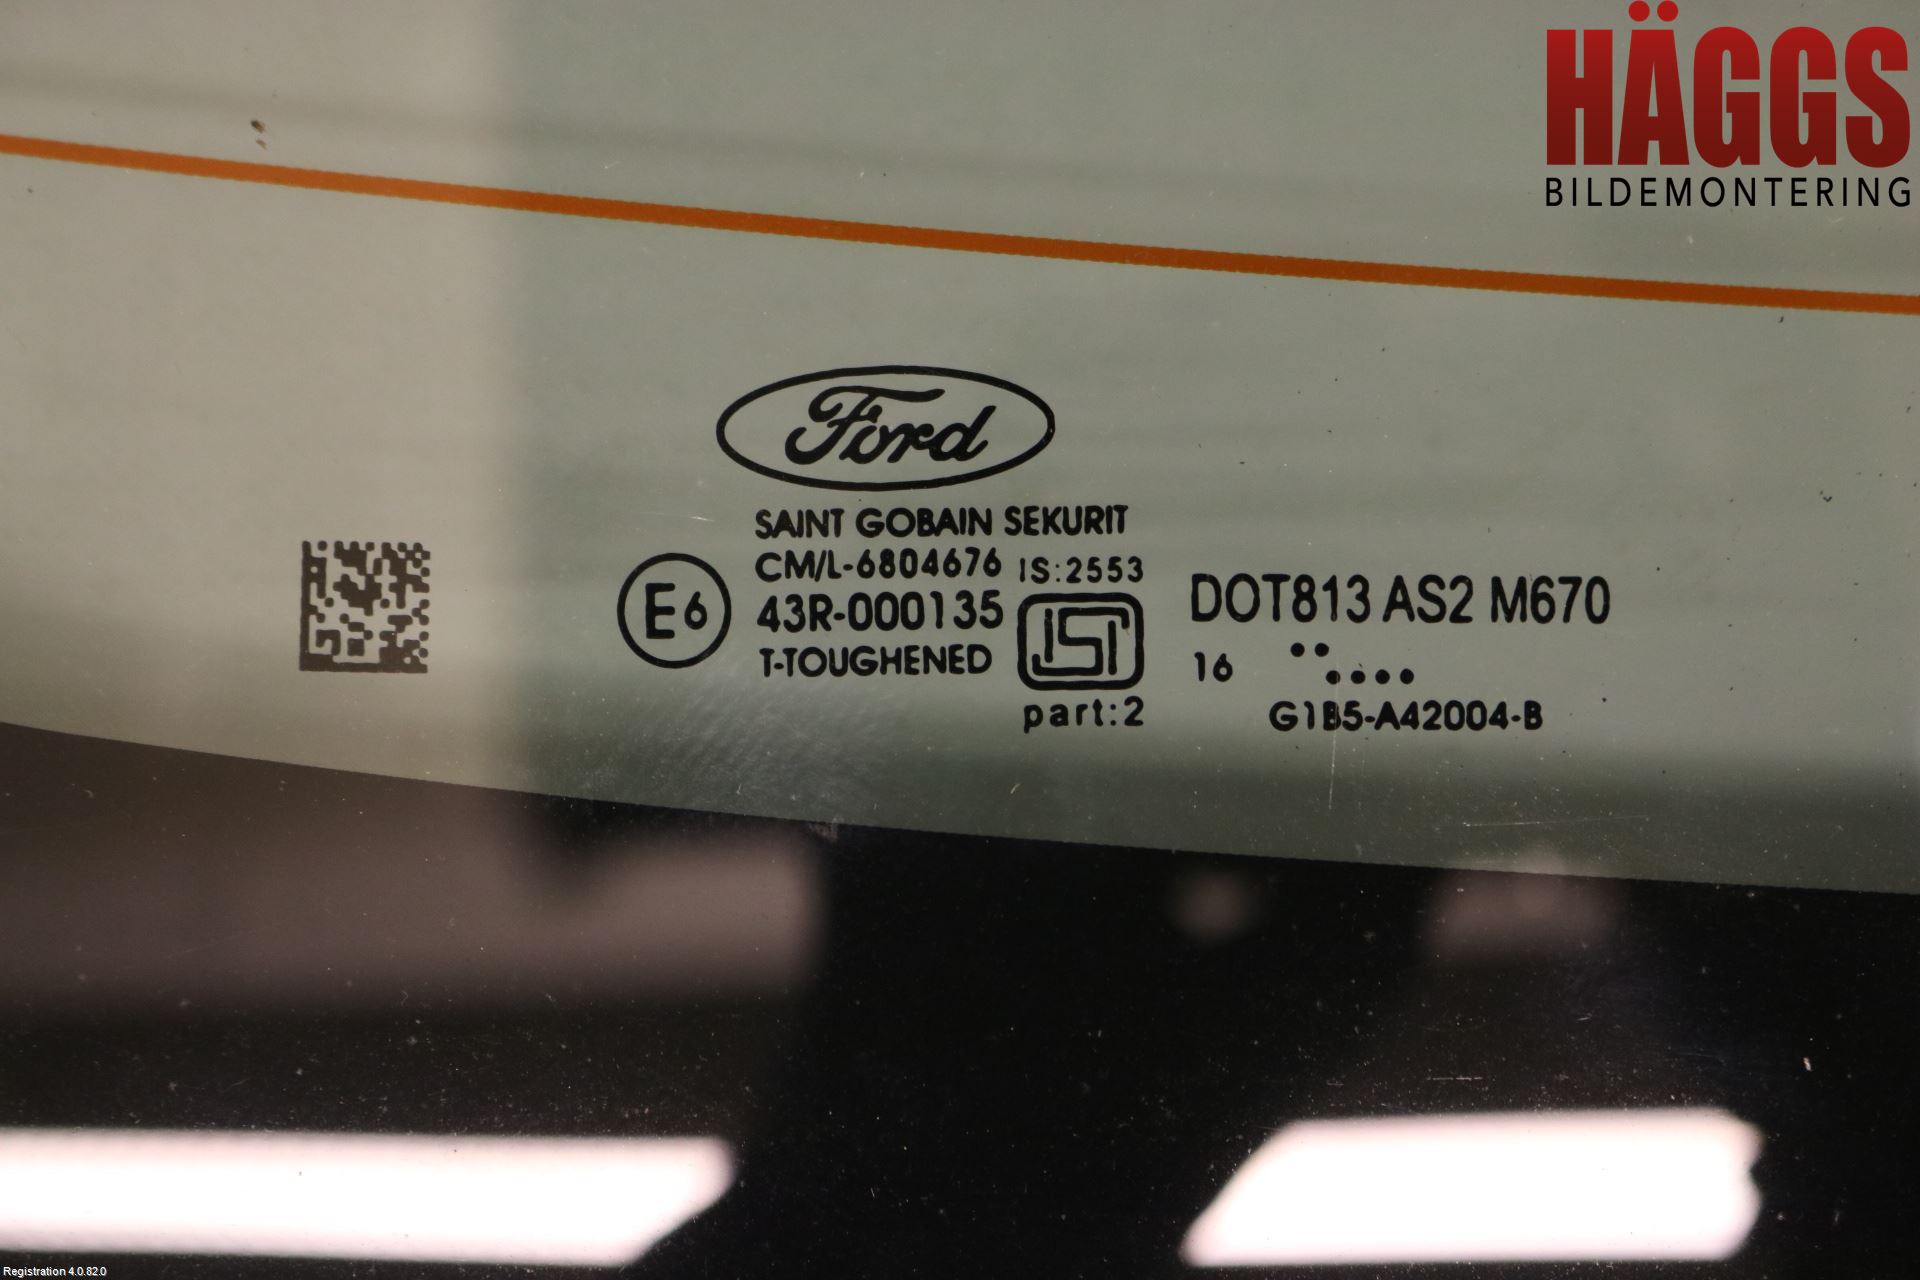 HÄGGS
BILDEMONTERING
Ford
SAINT GOBAIN SEKURIT
CM/L-6804676 IS:2553
E6
43R-000135
ISI
T-TOUGHENED
part:2
DOT813 AS2 M670
16
G1B5-A42004-B
Registration 4.0.82.0